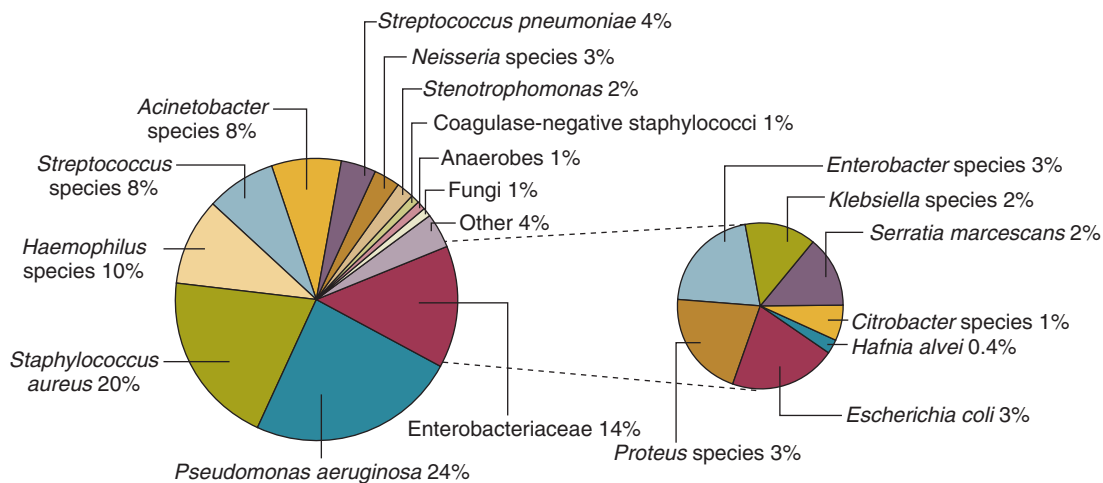 Streptococcus pneumoniae 4%
Neisseria species 3%
Stenotrophomonas 2%
Acinetobacter
species 8%
Coagulase-negative staphylococci 1%
Streptococcus
species 8%
Anaerobes 1%
Fungi 1%
Other 4%
Haemophilus
species 10%
Staphylococcus
aureus 20%
Enterobacteriaceae 14%
Pseudomonas aeruginosa 24%
Enterobacter species 3%
Klebsiella species 2%
Serratia marcescans 2%
Citrobacter species 1%
Hafnia alvei 0.4%
Escherichia coli 3%
Proteus species 3%